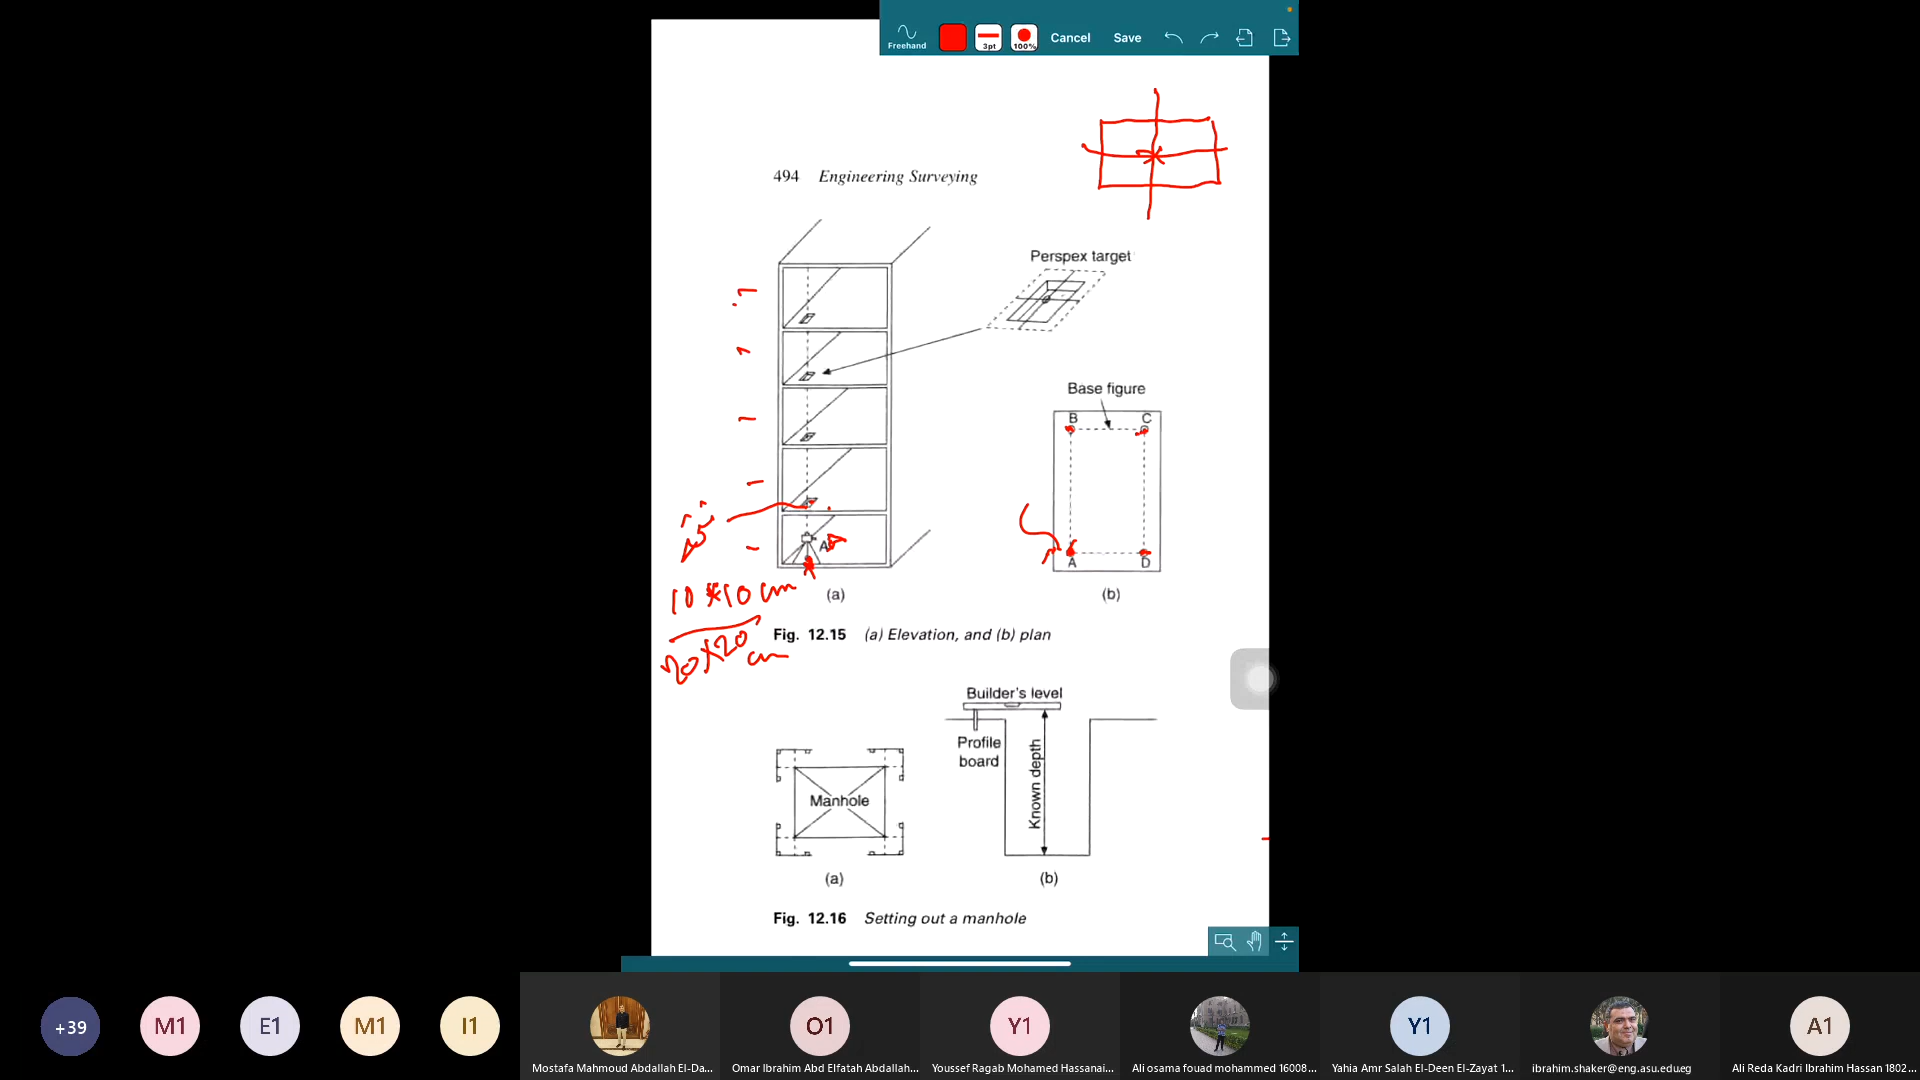 Freehand
3pt
100%
Cancel
Save
494 Engineering Surveying
Perspex target
Base figure
B
C
A
A
D
10*10 cm
20x20
cm
(a)
(b)
Fig. 12.15 (a) Elevation, and (b) plan
Builder's level
Profile
board
Known depth
Manhole
(a)
(b)
Fig. 12.16 Setting out a manhole
+39
M1
E1
M1
I1
O1
Y1
Y1
A1
Mostafa Mahmoud Abdallah El-Da...
Omar Ibrahim Abd Elfatah Abdallah...
Youssef Ragab Mohamed Hassanai...
Ali osama fouad mohammed 16008...
Yahia Amr Salah El-Deen El-Zayat 1...
ibrahim.shaker@eng.asu.edu.eg
Ali Reda Kadri Ibrahim Hassan 1802...